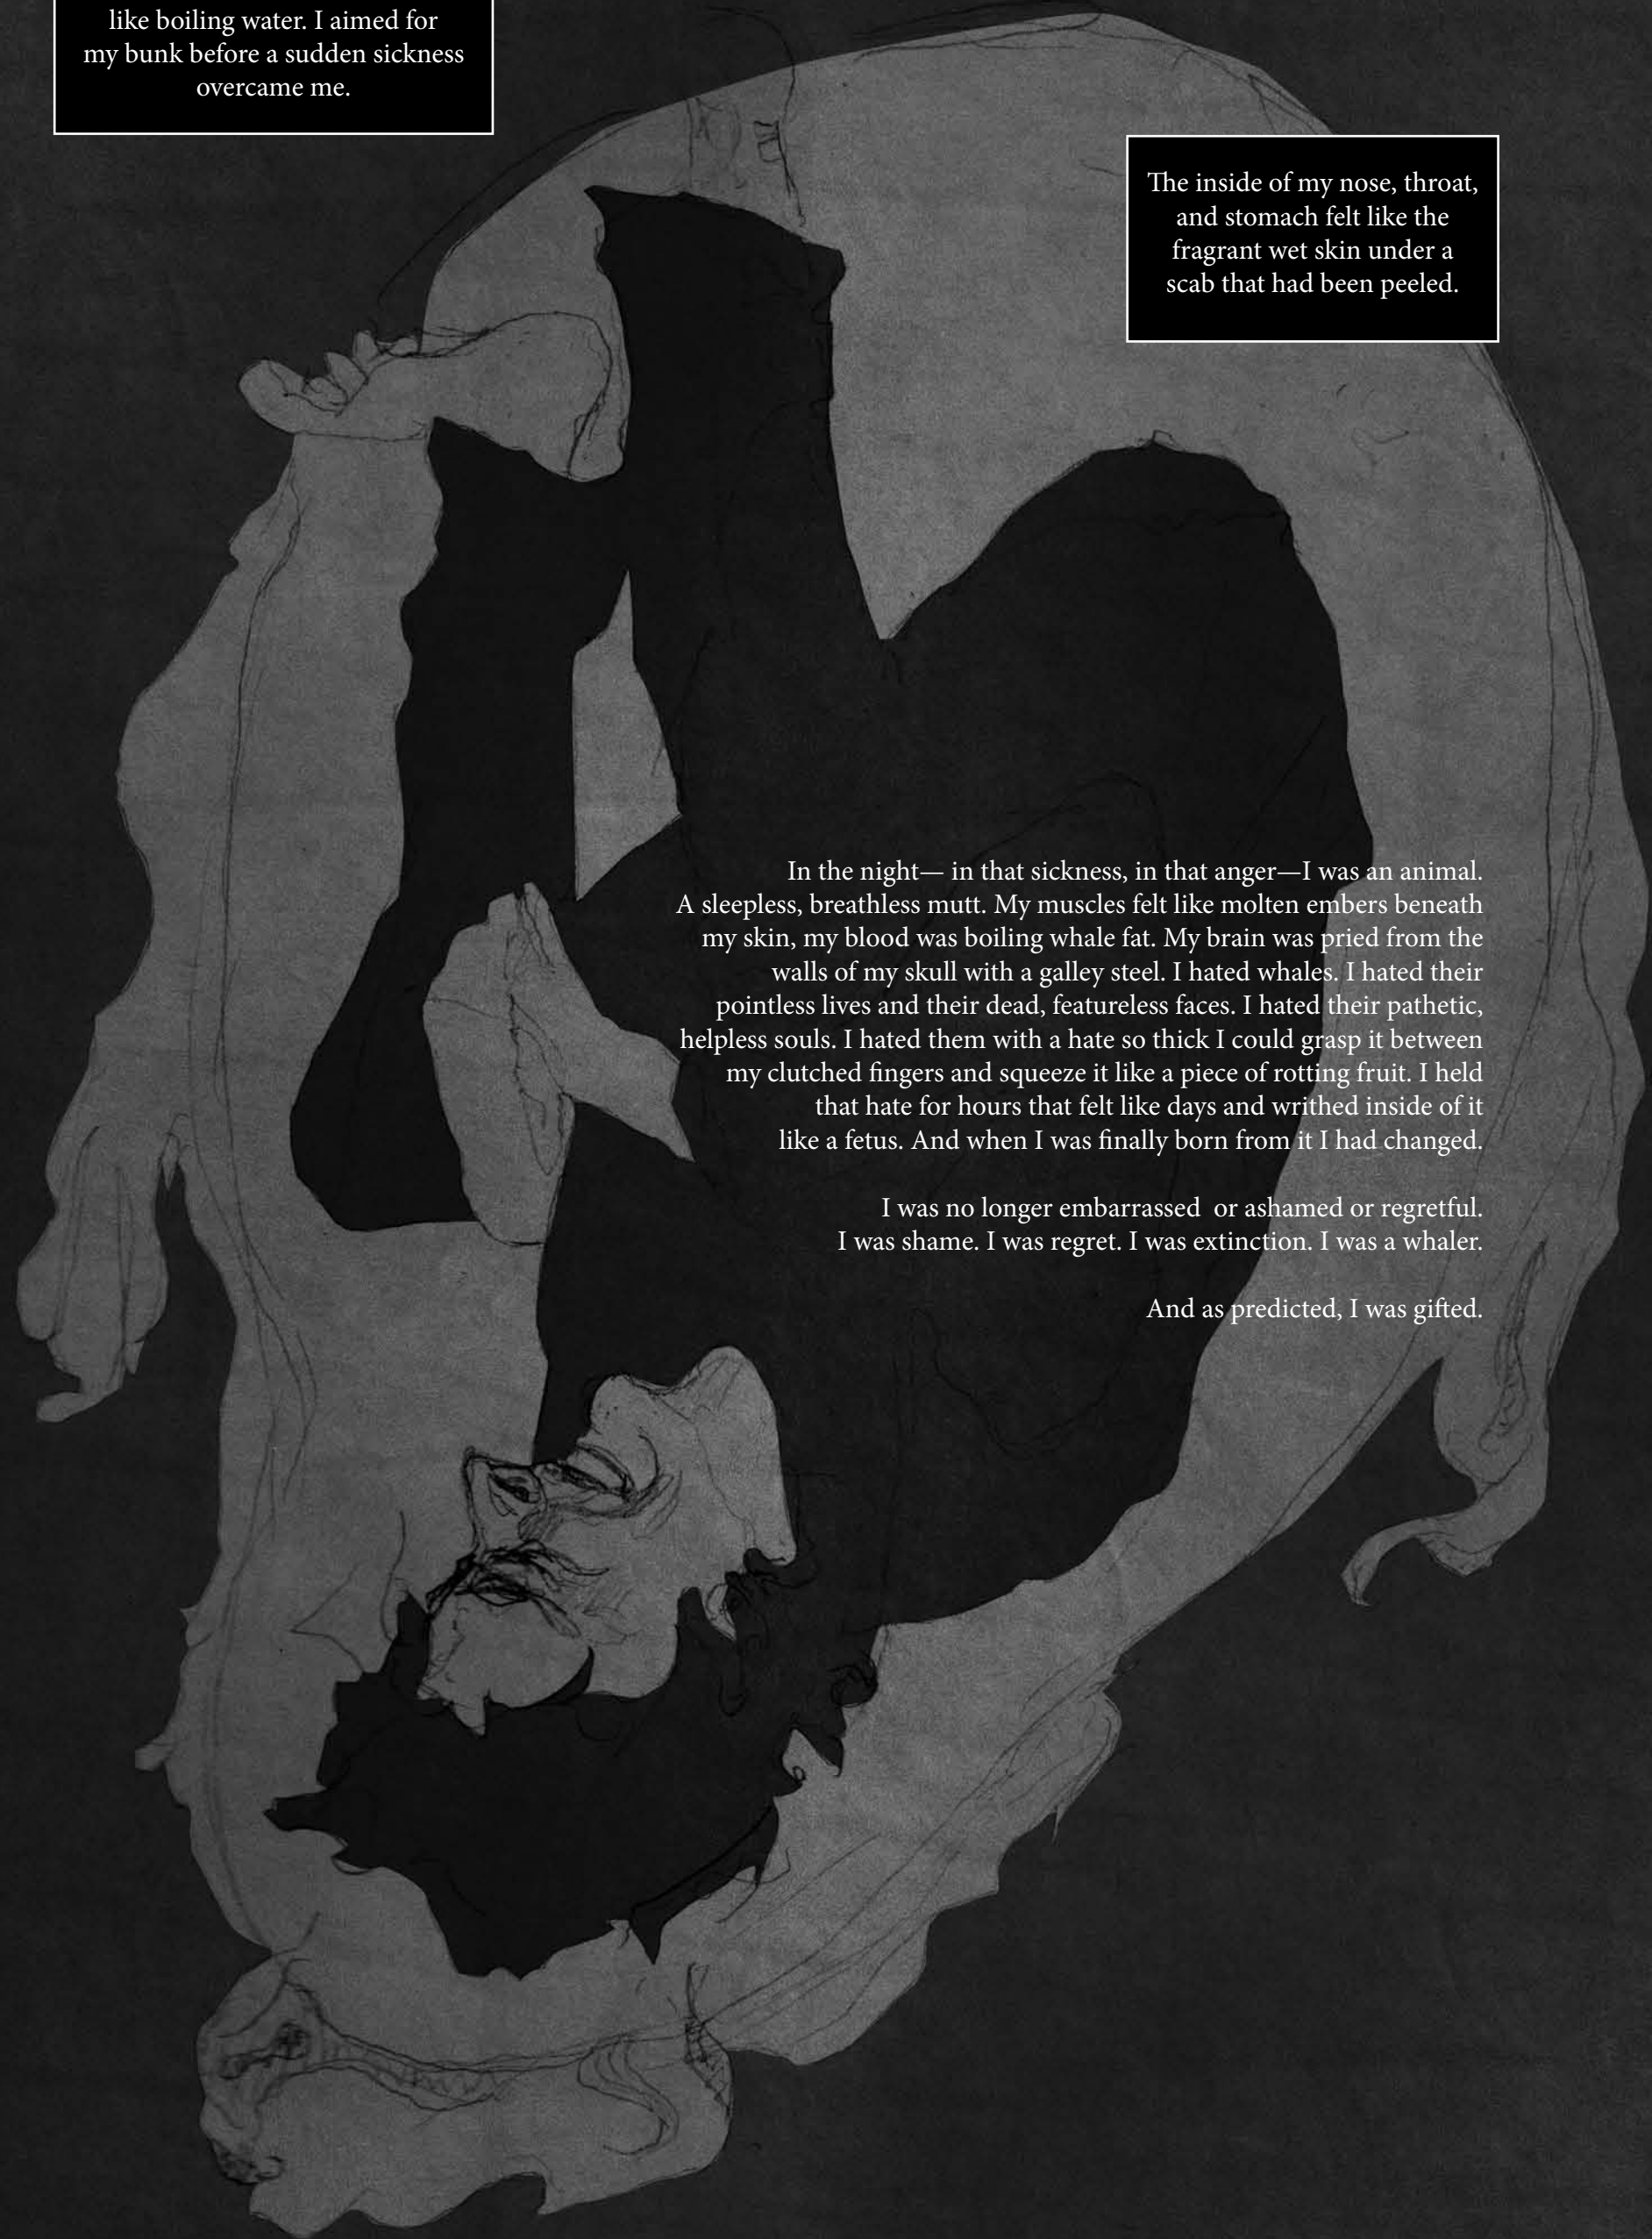 like boiling water. I aimed for
my bunk before a sudden sickness
overcame me.
The inside of my nose, throat,
and stomach felt like the
fragrant wet skin under a
scab that had been peeled.
In the night— in that sickness, in that anger—I was an animal.
A sleepless, breathless mutt. My muscles felt like molten embers beneath
my skin, my blood was boiling whale fat. My brain was pried from the
walls of my skull with a galley steel. I hated whales. I hated their
pointless lives and their dead, featureless faces. I hated their pathetic,
helpless souls. I hated them with a hate so thick I could grasp it between
my clutched fingers and squeeze it like a piece of rotting fruit. I held
that hate for hours that felt like days and writhed inside of it
like a fetus. And when I was finally born from it I had changed.
I was no longer embarrassed  or ashamed or regretful.
I was shame. I was regret. I was extinction. I was a whaler.
And as predicted, I was gifted.